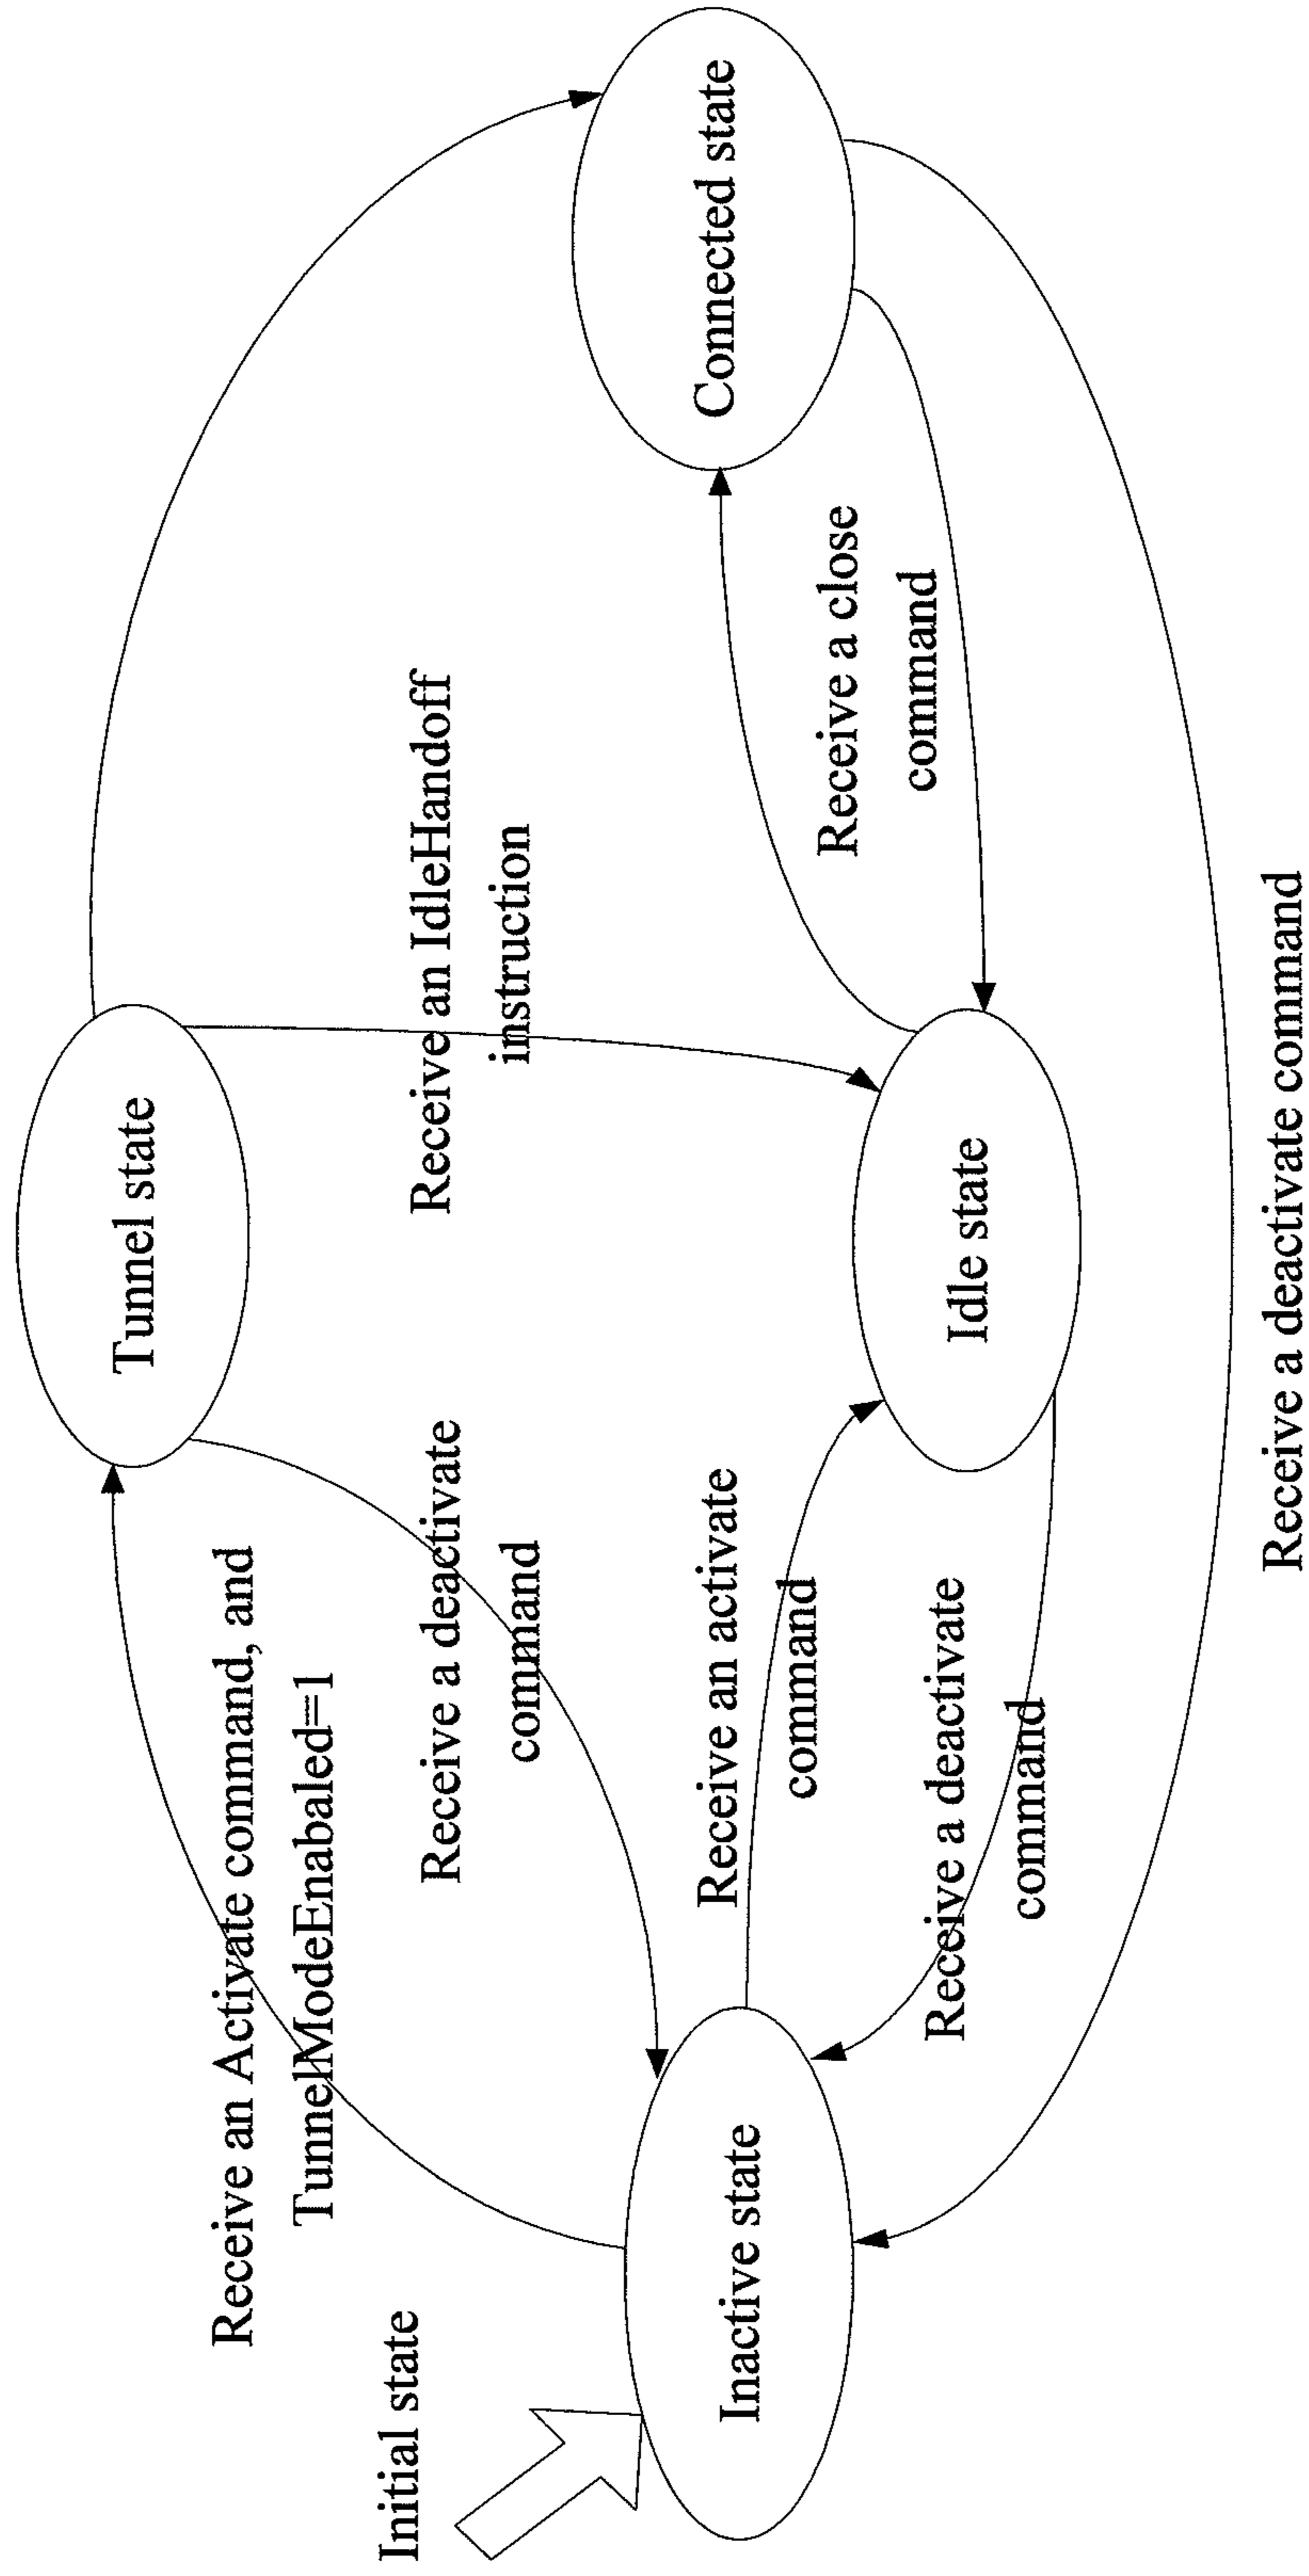 Tunnel state
Receive an Activate command, and
TunnelModeEnabaled=1
Initial state
Receive a deactivate
command
Receive an IdleHandoff
instruction
Inactive state
Receive an activate
command
Connected state
Receive a close
command
Receive a deactivate
command
Idle state
Receive a deactivate command